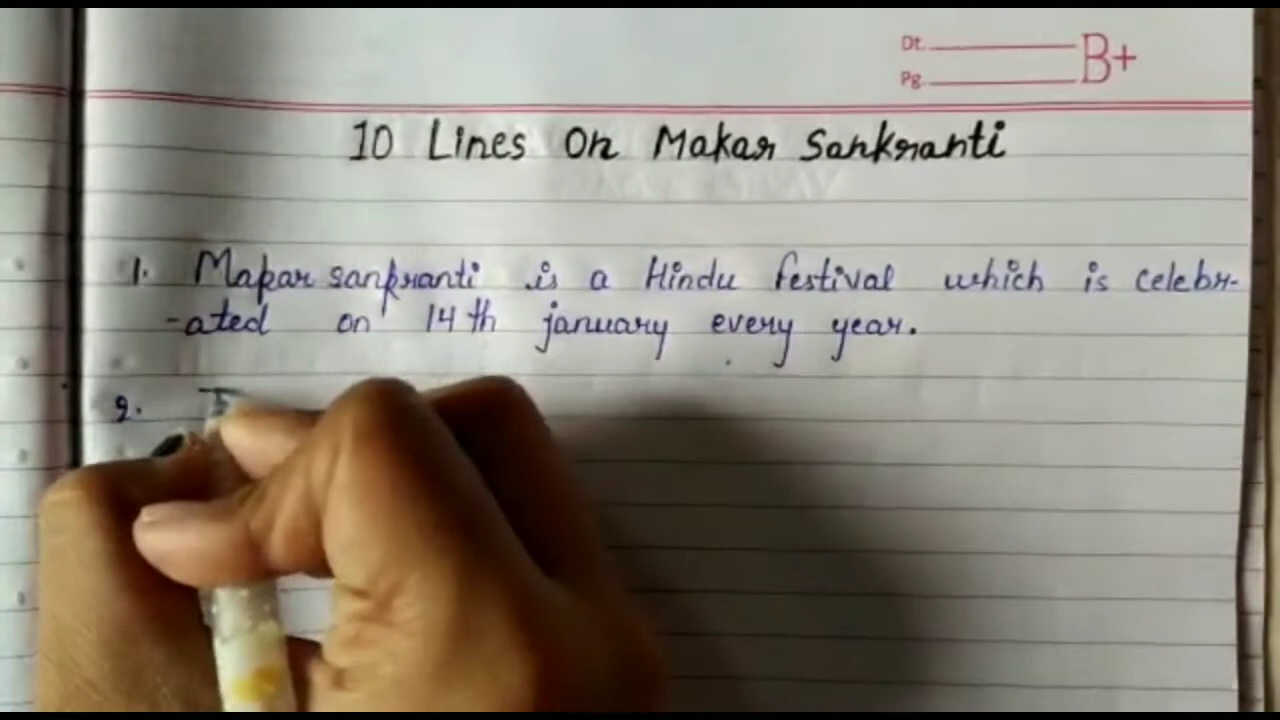 Dt.
Pg.
B+
10 Lines On Makar Sankranti
1. Makar sankranti is a Hindu festival which is celebr-
-ated on 14th january every year.
2.